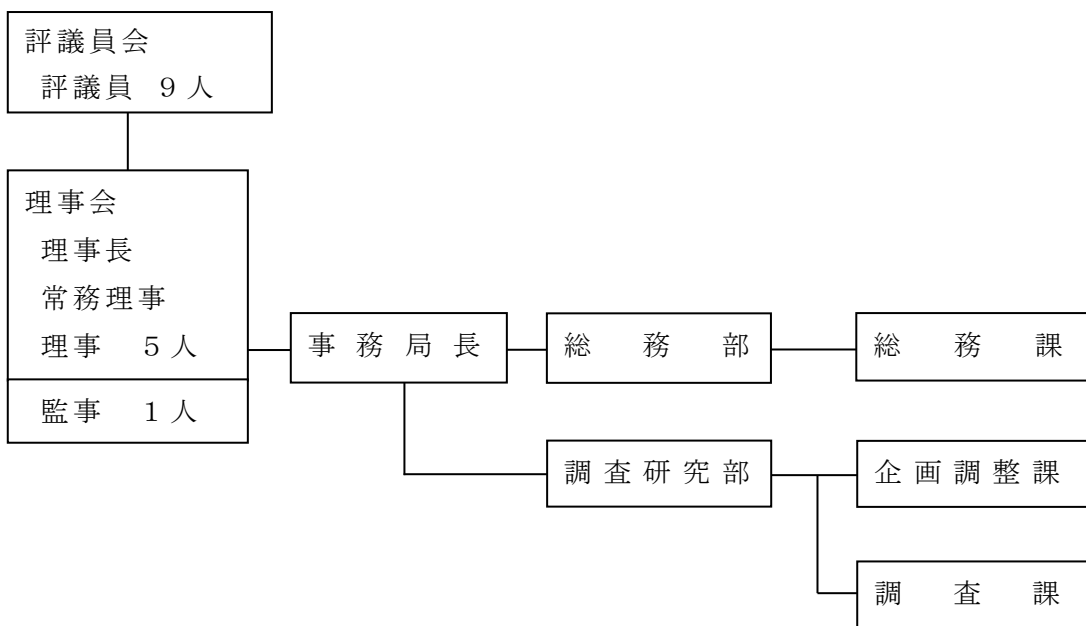 評議員会
評議員 9人
理事会
理事長
常務理事
理事 5人
監事 1人
事務局長
総務部
総務課
調査研究部
企画調整課
調査課